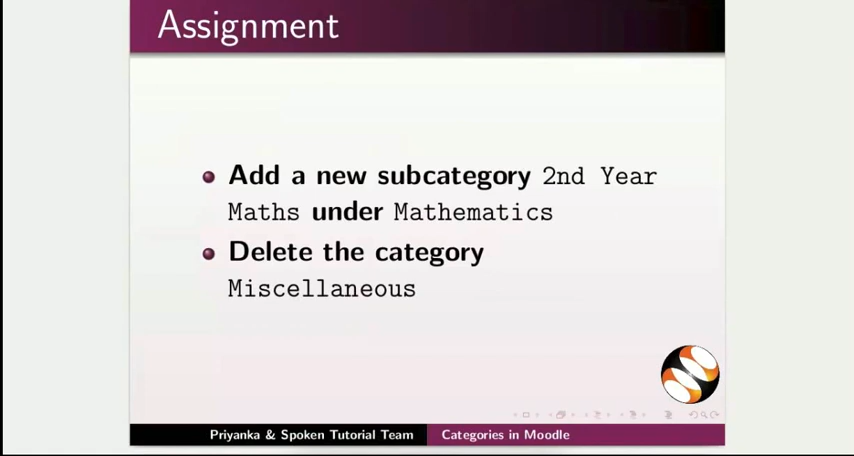 Assignment
Add a new subcategory 2nd Year
Maths under Mathematics
Delete the category
Miscellaneous
Priyanka & Spoken Tutorial Team
Categories in Moodle